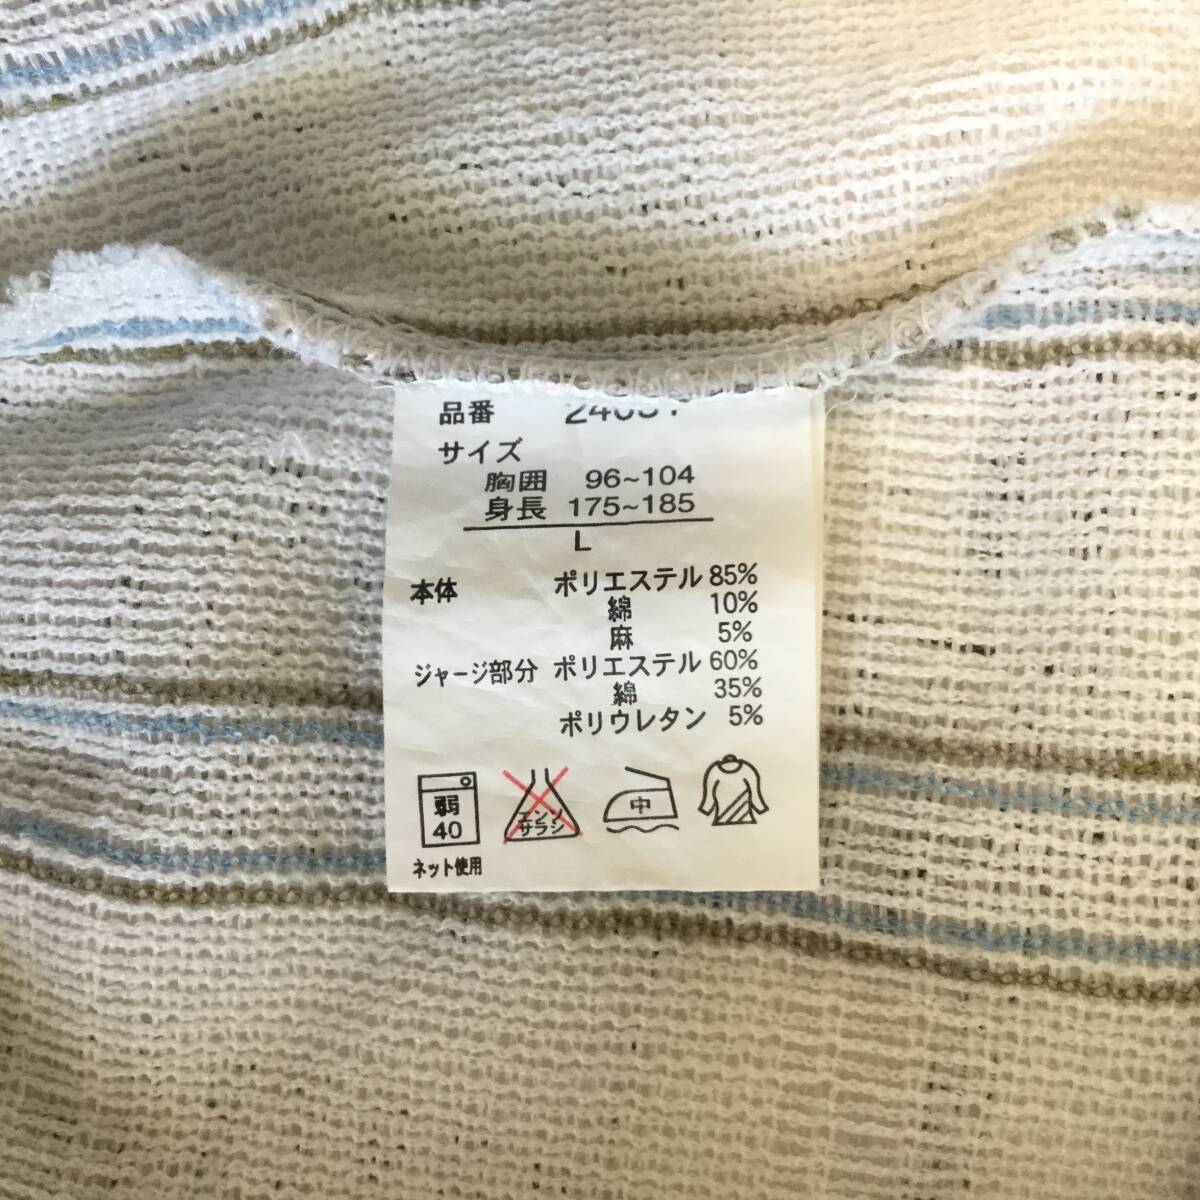 品番
サイズ
胸囲 96~104
身長 175~185
L
本体 ポリエステル 85%
綿 10%
麻 5%
ジャージ部分 ポリエステル 60%
綿 35%
ポリウレタン 5%
弱
40
エンソ
サラシ
中
ネット使用